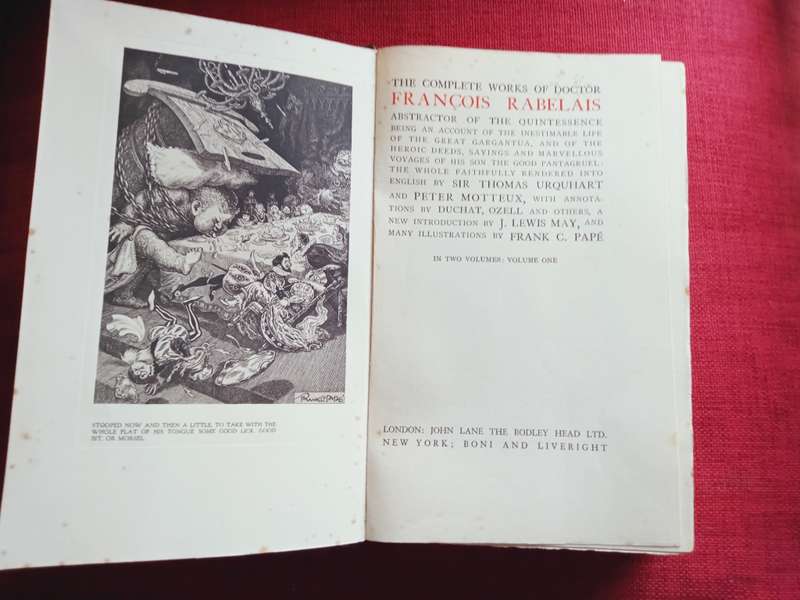 FRANK C. PAPÉ
STOOPED NOW AND THEN A LITTLE, TO TAKE WITH THE
WHOLE FLAT OF HIS TONGUE SOME GOOD LICK, GOOD
BIT, OR MORSEL
THE COMPLETE WORKS OF DOCTOR
FRANÇOIS RABELAIS
ABSTRACTOR OF THE QUINTESSENCE
BEING AN ACCOUNT OF THE INESTIMABLE LIFE
OF THE GREAT GARGANTUA, AND OF THE
HEROIC DEEDS, SAYINGS AND MARVELLOUS
VOYAGES OF HIS SON THE GOOD PANTAGRUEL:
THE WHOLE FAITHFULLY RENDERED INTO
ENGLISH BY SIR THOMAS URQUHART
AND PETER MOTTEUX, WITH ANNOTA-
TIONS BY DUCHAT, OZELL AND OTHERS, A
NEW INTRODUCTION BY J. LEWIS MAY, AND
MANY ILLUSTRATIONS BY FRANK C. PAPÉ
IN TWO VOLUMES: VOLUME ONE
LONDON: JOHN LANE THE BODLEY HEAD LTD.
NEW YORK; BONI AND LIVERIGHT